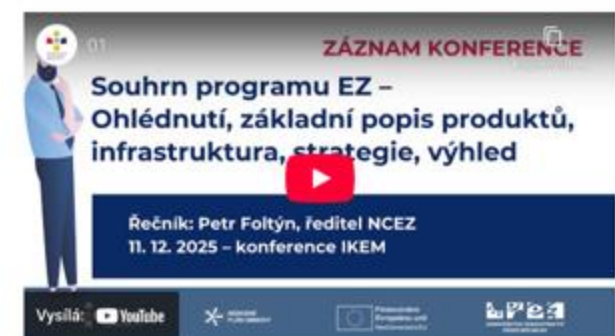 01
ZÁZNAM KONFERENCE
Souhrn programu EZ –
Ohlédnutí, základní popis produktů,
infrastruktura, strategie, výhled
Řečník: Petr Foltýn, ředitel NCEZ
11. 12. 2025 – konference IKEM
Vysílá: YouTube